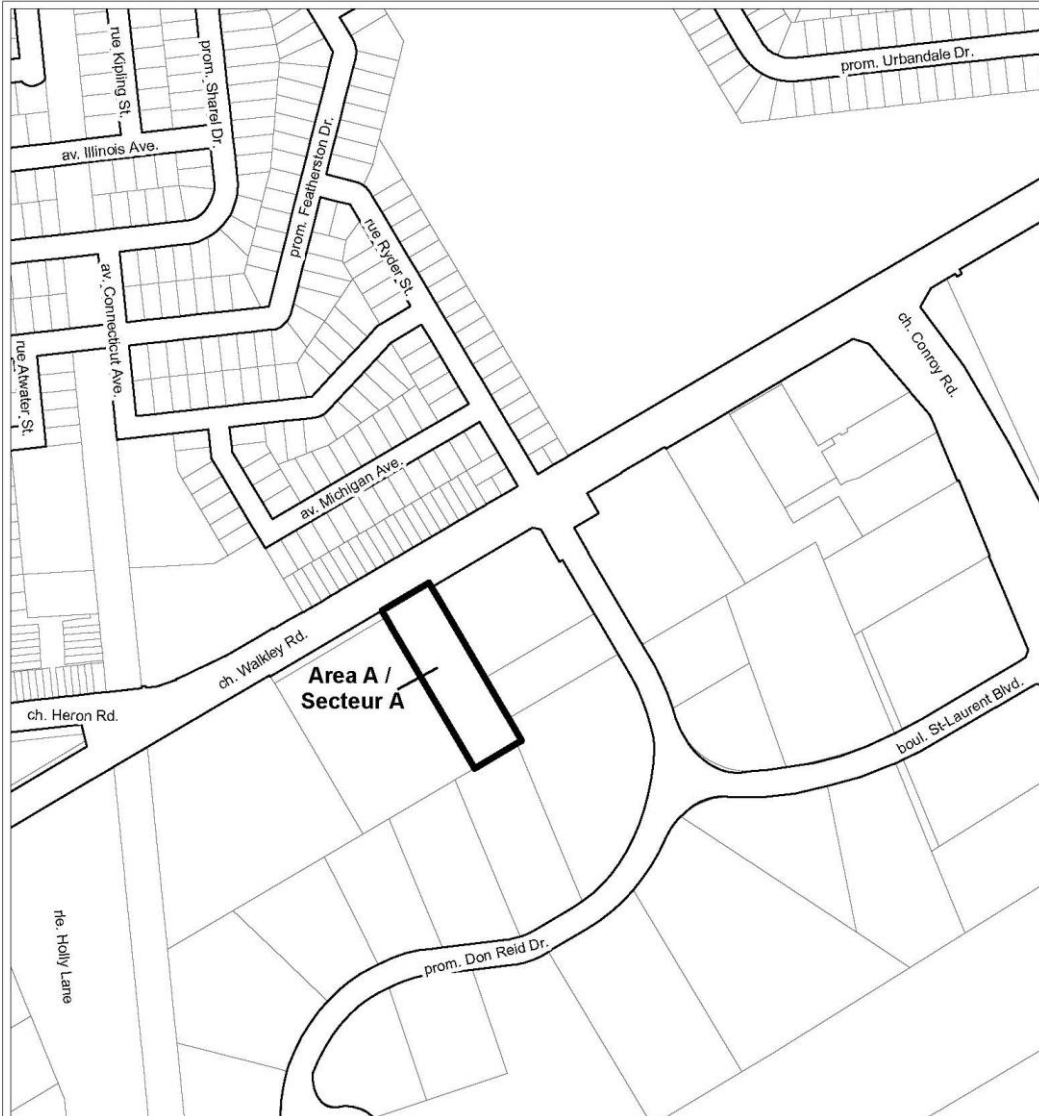 rue Kipling St.
prom. Sharel Dr.
prom. Urbandale Dr.
av. Illinois Ave.
prom. Featherston Dr.
rue Ryder St.
av. Connecticut Ave.
rue Atwater St.
ch. Conroy Rd.
av. Michigan Ave.
ch. Walkley Rd.
Area A /
Secteur A
ch. Heron Rd.
boul. St-Laurent Blvd.
rle. Holly Lane
prom. Don Reid Dr.